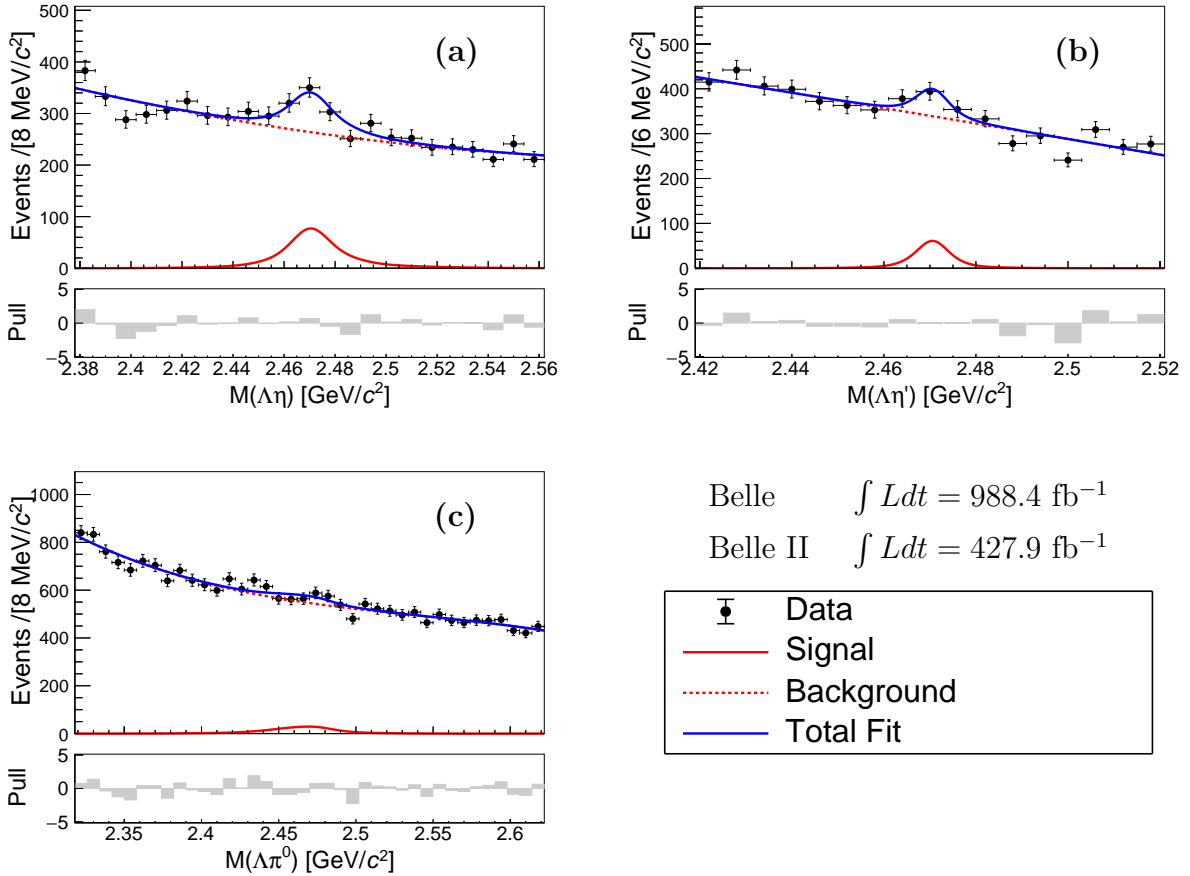 (a)
Events /[8 MeV/c²]
500
400
300
200
100
0
Pull
5
0
−5
2.38 2.4 2.42 2.44 2.46 2.48 2.5 2.52 2.54 2.56
M(Λη) [GeV/c²]
(b)
Events /[6 MeV/c²]
500
400
300
200
100
0
Pull
5
0
−5
2.42 2.44 2.46 2.48 2.5 2.52
M(Λη') [GeV/c²]
(c)
Events /[8 MeV/c²]
1000
800
600
400
200
0
Pull
5
0
−5
2.35 2.4 2.45 2.5 2.55 2.6
M(Λπ⁰) [GeV/c²]
Belle ∫ Ldt = 988.4 fb⁻¹
Belle II ∫ Ldt = 427.9 fb⁻¹
Data
Signal
Background
Total Fit